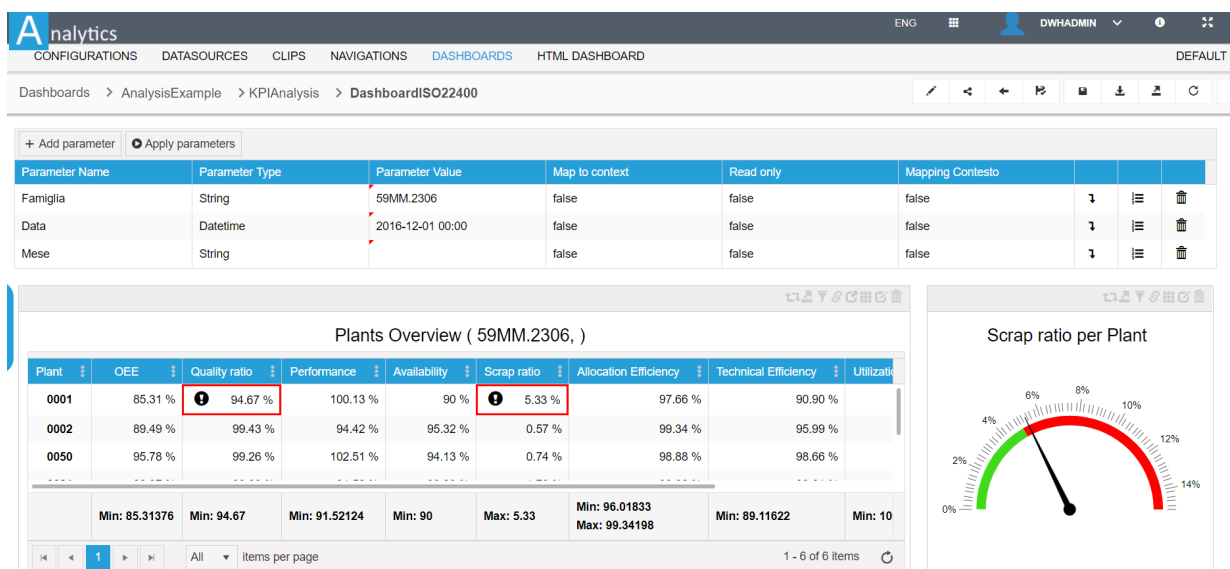 Analytics
ENG DWHADMIN
CONFIGURATIONS DATASOURCES CLIPS NAVIGATIONS DASHBOARDS HTML DASHBOARD DEFAULT
Dashboards > AnalysisExample > KPIAnalysis > DashboardISO22400
+ Add parameter Apply parameters
Parameter Name Parameter Type Parameter Value Map to context Read only Mapping Contesto
Famiglia String 59MM.2306 false false false
Data Datetime 2016-12-01 00:00 false false false
Mese String false false false
Plants Overview ( 59MM.2306, )
Plant OEE Quality ratio Performance Availability Scrap ratio Allocation Efficiency Technical Efficiency
0001 85.31 % 94.67 % 100.13 % 90 % 5.33 % 97.66 % 90.90 %
0002 89.49 % 99.43 % 94.42 % 95.32 % 0.57 % 99.34 % 95.99 %
0050 95.78 % 99.26 % 102.51 % 94.13 % 0.74 % 98.88 % 98.66 %
Min: 85.31376 Min: 94.67 Min: 91.52124 Min: 90 Max: 5.33 Min: 96.01833 Min: 89.11622 Min: 10
Max: 99.34198
1 All items per page 1 - 6 of 6 items
Scrap ratio per Plant
0%
2%
4%
6%
8%
10%
12%
14%